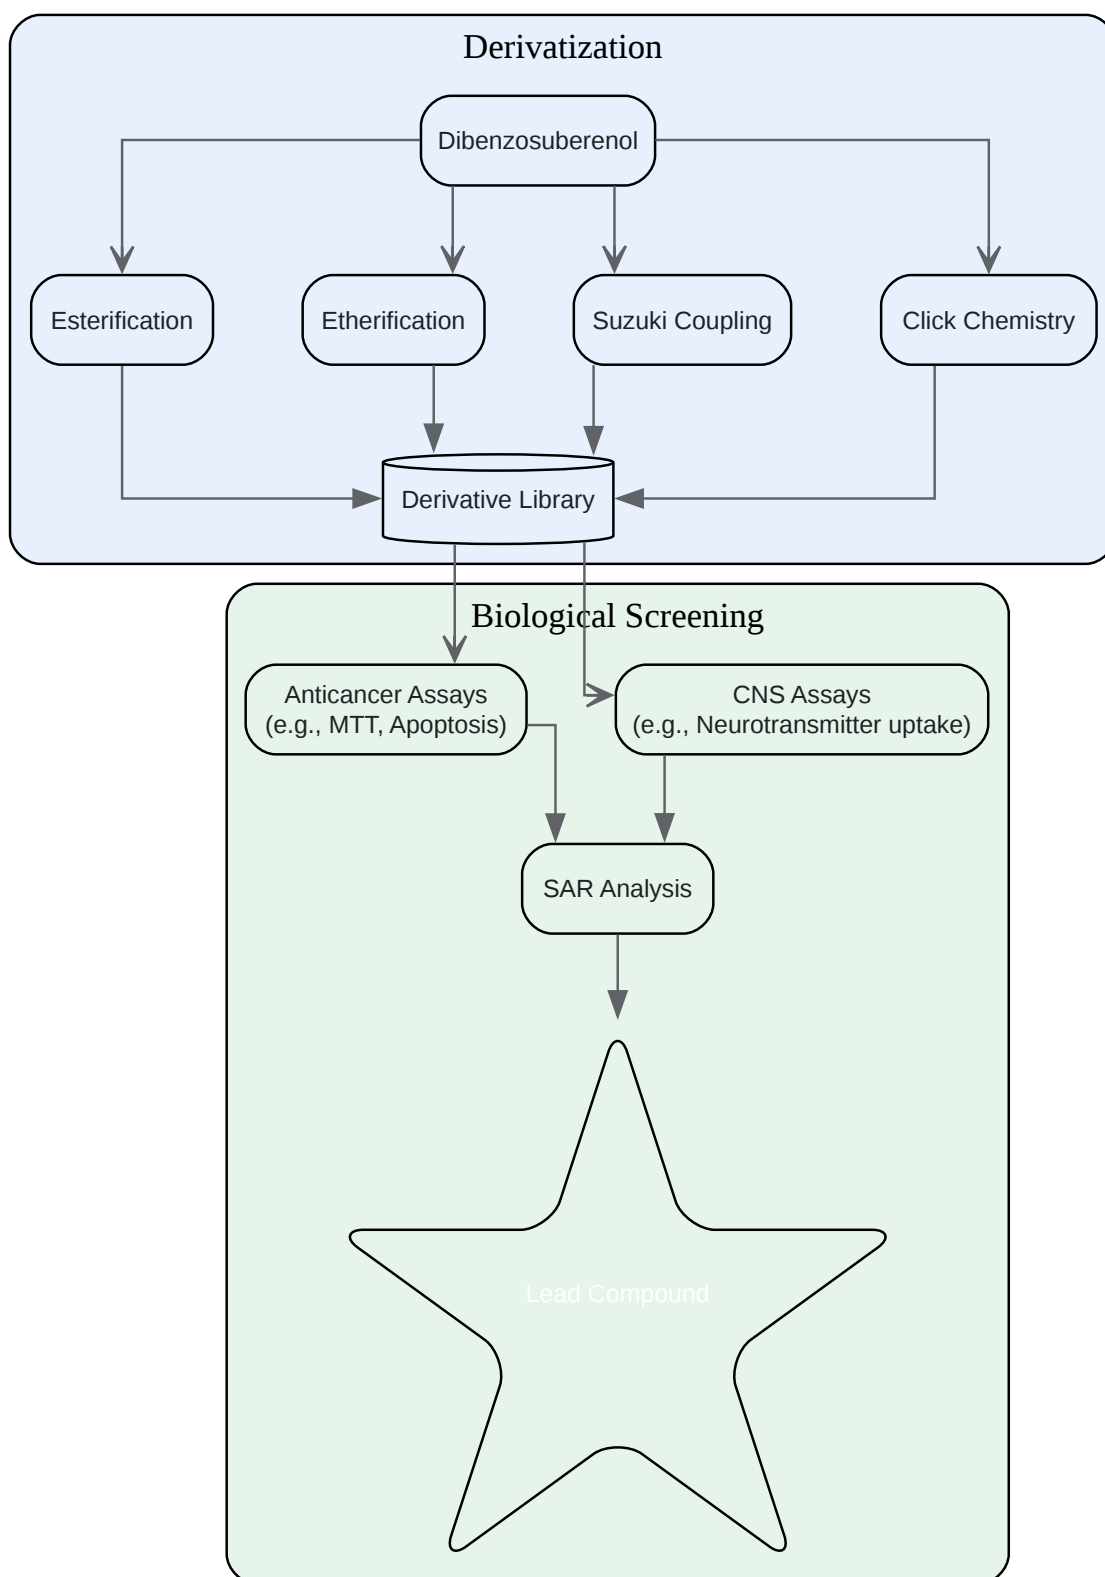 Derivatization
Dibenzosuberenol
Esterification
Etherification
Suzuki Coupling
Click Chemistry
Derivative Library
Biological Screening
Anticancer Assays
(e.g., MTT, Apoptosis)
CNS Assays
(e.g., Neurotransmitter uptake)
SAR Analysis
Lead Compound